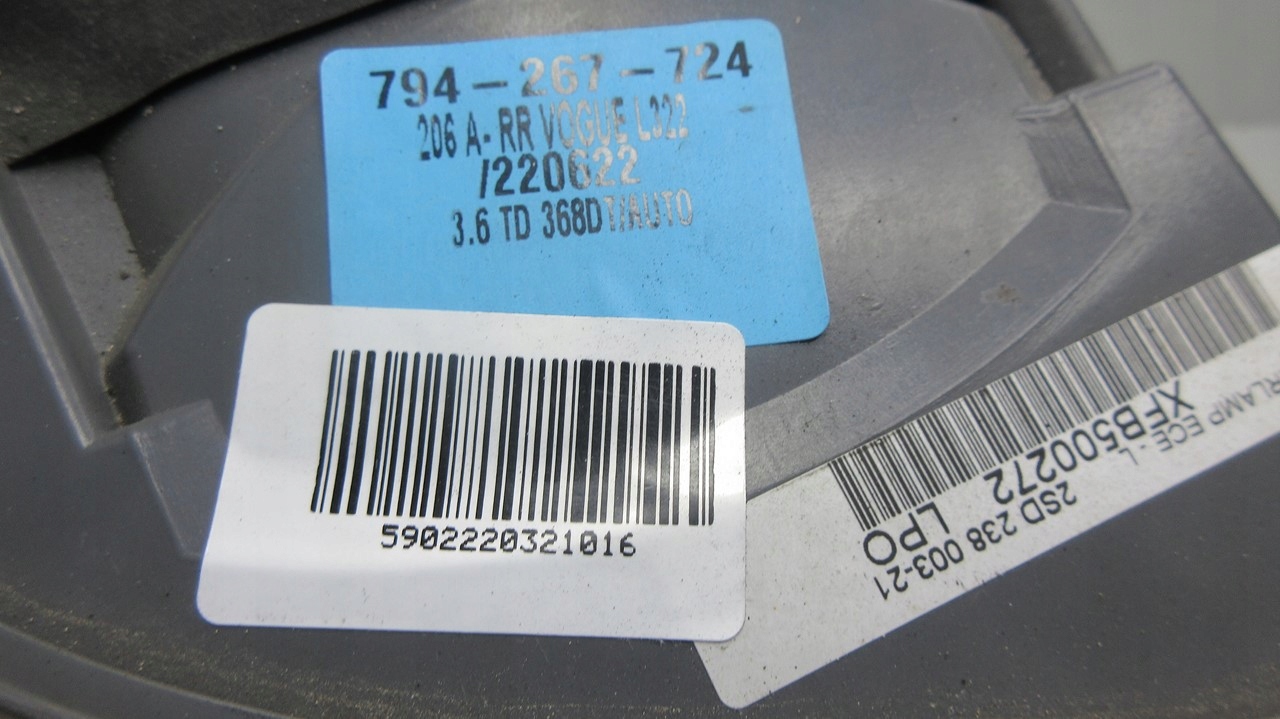 794-267-724
206 A- RR VOGUE L322
/220622
3.6 TD 368DT/AUTO
5902220321016
RLAMP ECE - L
XFB500272
LPO
2SD 238 003-21